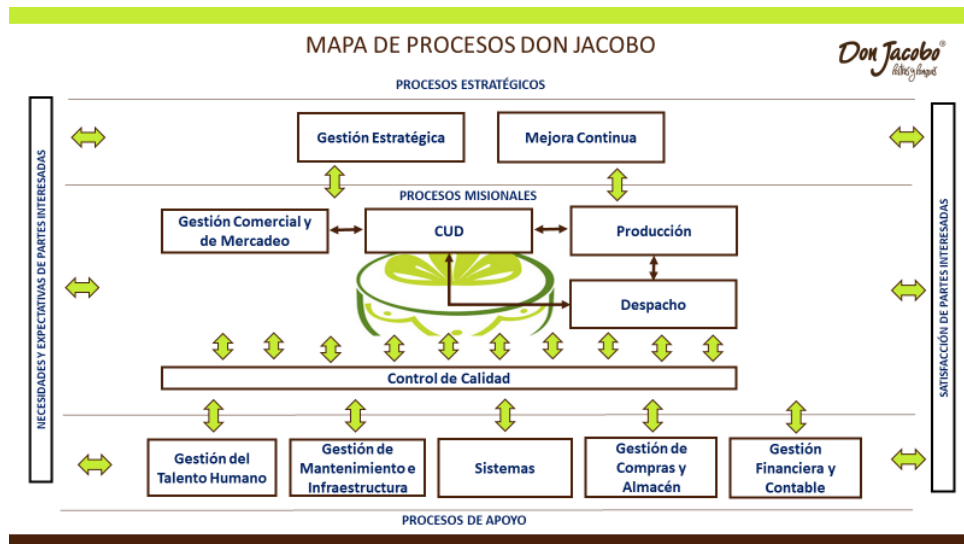 MAPA DE PROCESOS DON JACOBO
Don Jacobo®
Postres y Ponqués
PROCESOS ESTRATÉGICOS
NECESIDADES Y EXPECTATIVAS DE PARTES INTERESADAS
SATISFACCIÓN DE PARTES INTERESADAS
Gestión Estratégica
Mejora Continua
PROCESOS MISIONALES
Gestión Comercial y
de Mercadeo
CUD
Producción
Despacho
Control de Calidad
Gestión del
Talento Humano
Gestión de
Mantenimiento e
Infraestructura
Sistemas
Gestión de
Compras y
Almacén
Gestión
Financiera y
Contable
PROCESOS DE APOYO